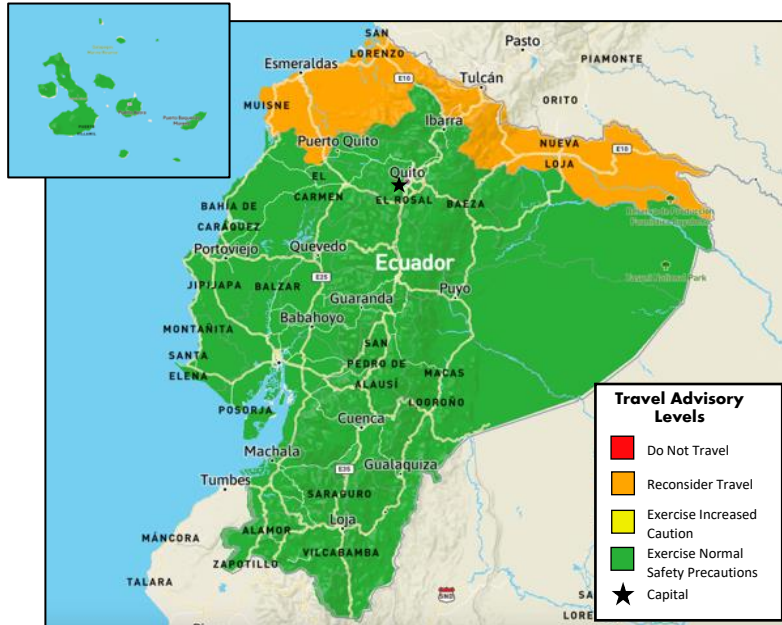 SAN
LORENZO
Pasto
PIAMONTE
Esmeraldas
E10
Tulcán
ORITO
MUISNE
Ibarra
NUEVA
E10
Puerto Quito
LOJA
EL
Quito
CARMEN
EL ROSAL
BAEZA
BAHÍA DE
CARÁQUEZ
Portoviejo
Quevedo
Ecuador
E25
JIPIJAPA
BALZAR
Puyo
Guaranda
Babahoyo
MONTAÑITA
SAN
PEDRO DE
ALAUSÍ
SANTA
ELENA
MACAS
LOGROÑO
POSORJA
Cuenca
Machala
E35
Gualaquiza
Tumbes
SARAGURO
Loja
ALAMOR
MÁNCORA
VILCABAMBA
ZAPOTILLO
TALARA
Travel Advisory
Levels
Do Not Travel
Reconsider Travel
Exercise Increased
Caution
Exercise Normal
Safety Precautions
Capital